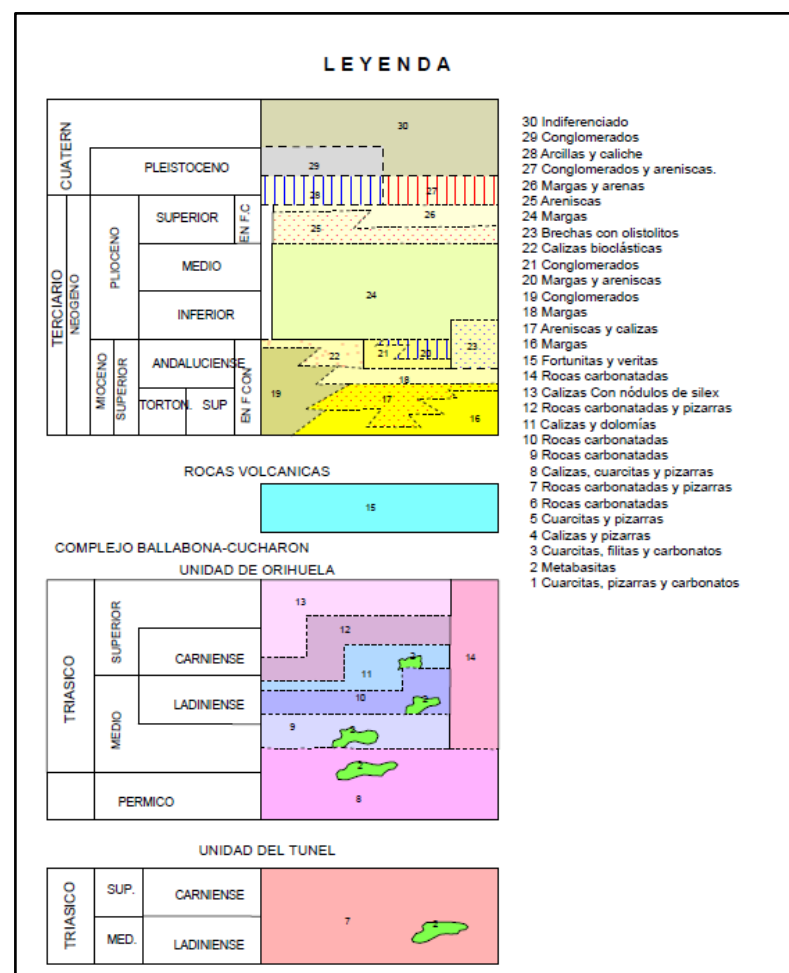 LEYENDA
CUATERN
PLEISTOCENO
30
29
28
27
TERCIARIO
NEOGENO
PLIOCENO
SUPERIOR
EN F.C
26
25
MEDIO
24
INFERIOR
MIOCENO
SUPERIOR
ANDALUCIENSE
EN F CON
22
21
20
23
18
TORTON.
SUP
19
17
16
30 Indiferenciado
29 Conglomerados
28 Arcillas y caliche
27 Conglomerados y areniscas.
26 Margas y arenas
25 Areniscas
24 Margas
23 Brechas con olistolitos
22 Calizas bioclásticas
21 Conglomerados
20 Margas y areniscas
19 Conglomerados
18 Margas
17 Areniscas y calizas
16 Margas
15 Fortunitas y veritas
14 Rocas carbonatadas
13 Calizas Con nódulos de silex
12 Rocas carbonatadas y pizarras
11 Calizas y dolomías
10 Rocas carbonatadas
9 Rocas carbonatadas
8 Calizas, cuarcitas y pizarras
7 Rocas carbonatadas y pizarras
6 Rocas carbonatadas
5 Cuarcitas y pizarras
4 Calizas y pizarras
3 Cuarcitas, filitas y carbonatos
2 Metabasitas
1 Cuarcitas, pizarras y carbonatos
ROCAS VOLCANICAS
15
COMPLEJO BALLABONA-CUCHARON
UNIDAD DE ORIHUELA
TRIASICO
SUPERIOR
13
12
CARNIENSE
2
14
11
MEDIO
LADINIENSE
10
2
9
2
2
PERMICO
8
UNIDAD DEL TUNEL
TRIASICO
SUP.
CARNIENSE
7
2
MED.
LADINIENSE